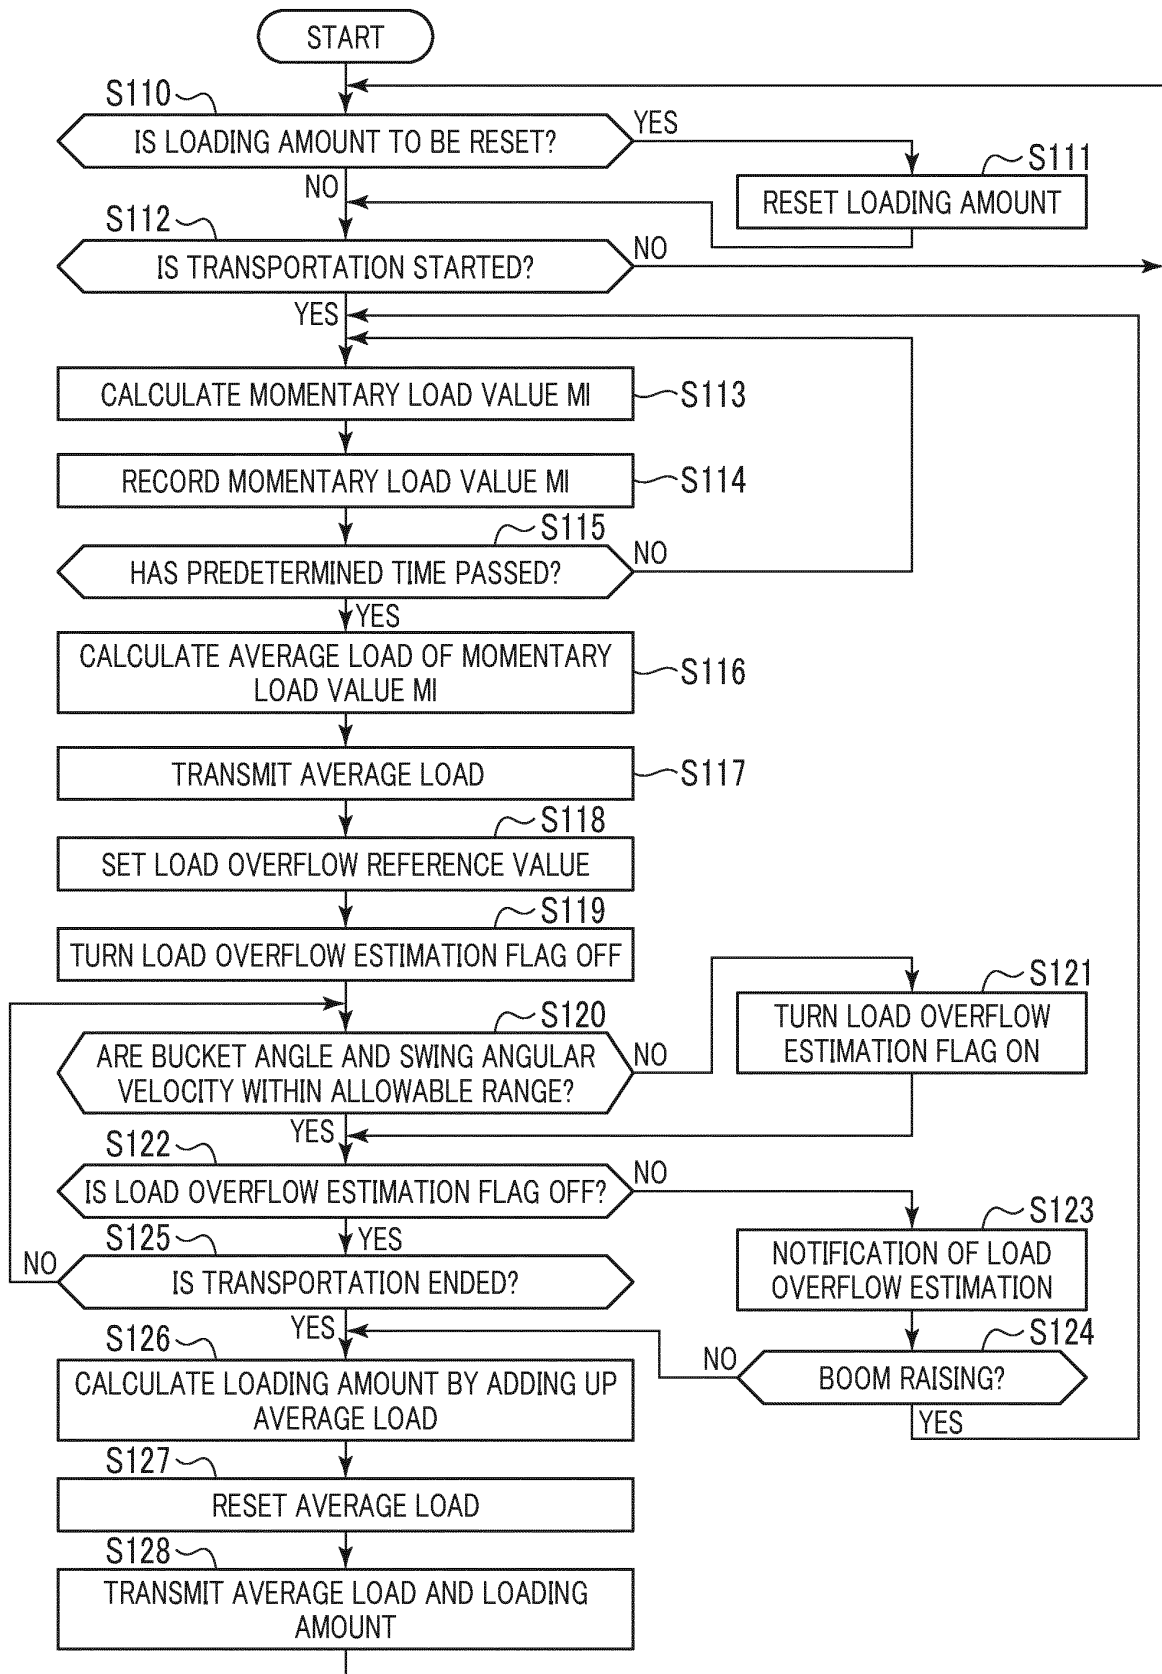 START
S110
IS LOADING AMOUNT TO BE RESET?
YES
S111
RESET LOADING AMOUNT
NO
S112
IS TRANSPORTATION STARTED?
NO
YES
CALCULATE MOMENTARY LOAD VALUE MI
S113
RECORD MOMENTARY LOAD VALUE MI
S114
S115
HAS PREDETERMINED TIME PASSED?
NO
YES
CALCULATE AVERAGE LOAD OF MOMENTARY
LOAD VALUE MI
S116
TRANSMIT AVERAGE LOAD
S117
S118
SET LOAD OVERFLOW REFERENCE VALUE
S119
TURN LOAD OVERFLOW ESTIMATION FLAG OFF
S120
ARE BUCKET ANGLE AND SWING ANGULAR
VELOCITY WITHIN ALLOWABLE RANGE?
NO
S121
TURN LOAD OVERFLOW
ESTIMATION FLAG ON
YES
S122
IS LOAD OVERFLOW ESTIMATION FLAG OFF?
NO
S123
NOTIFICATION OF LOAD
OVERFLOW ESTIMATION
YES
S125
IS TRANSPORTATION ENDED?
NO
YES
S124
BOOM RAISING?
NO
YES
S126
CALCULATE LOADING AMOUNT BY ADDING UP
AVERAGE LOAD
S127
RESET AVERAGE LOAD
S128
TRANSMIT AVERAGE LOAD AND LOADING
AMOUNT